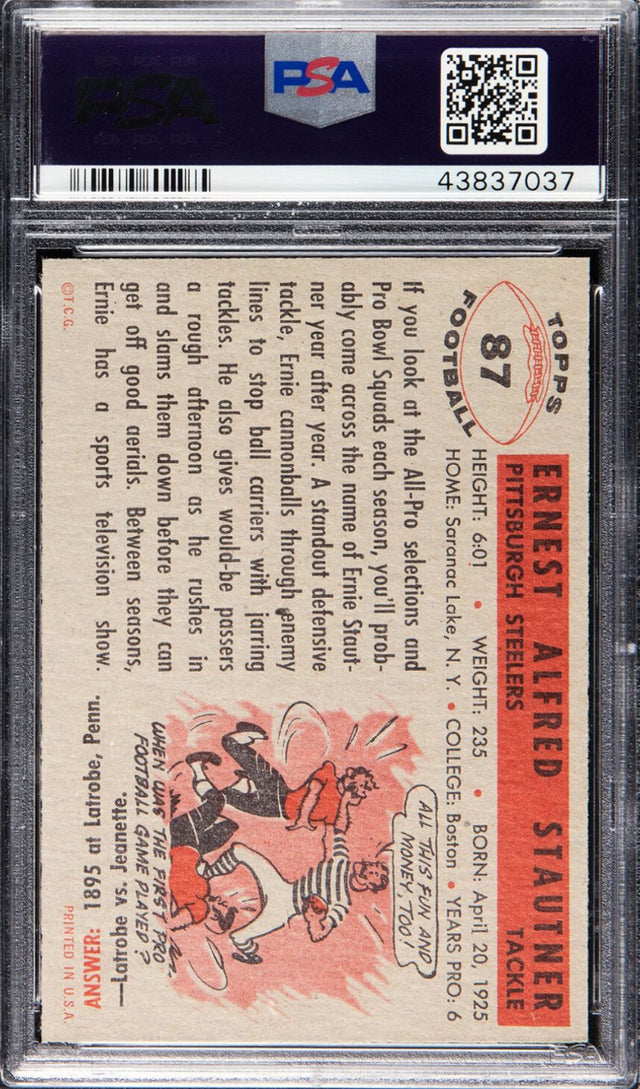 PSA
PSA
43837037
TOPPS
87
FOOTBALL
ERNEST ALFRED STAUTNER
PITTSBURGH STEELERS TACKLE
HEIGHT: 6:01 • WEIGHT: 235 • BORN: April 20, 1925
HOME: Saranac Lake, N. Y. • COLLEGE: Boston • YEARS PRO: 6
If you look at the All-Pro selections and
Pro Bowl Squads each season, you'll prob-
ably come across the name of Ernie Staut-
ner year after year. A standout defensive
tackle, Ernie cannonballs through enemy
lines to stop ball carriers with jarring
tackles. He also gives would-be passers
a rough afternoon as he rushes in
and slams them down before they can
get off good aerials. Between seasons,
Ernie has a sports television show.
©T.C.G.
ALL THIS FUN AND
MONEY, TOO!
WHEN WAS THE FIRST PRO
FOOTBALL GAME PLAYED?
ANSWER: 1895 at Latrobe, Penn.
—Latrobe vs. Jeanette.
PRINTED IN U.S.A.